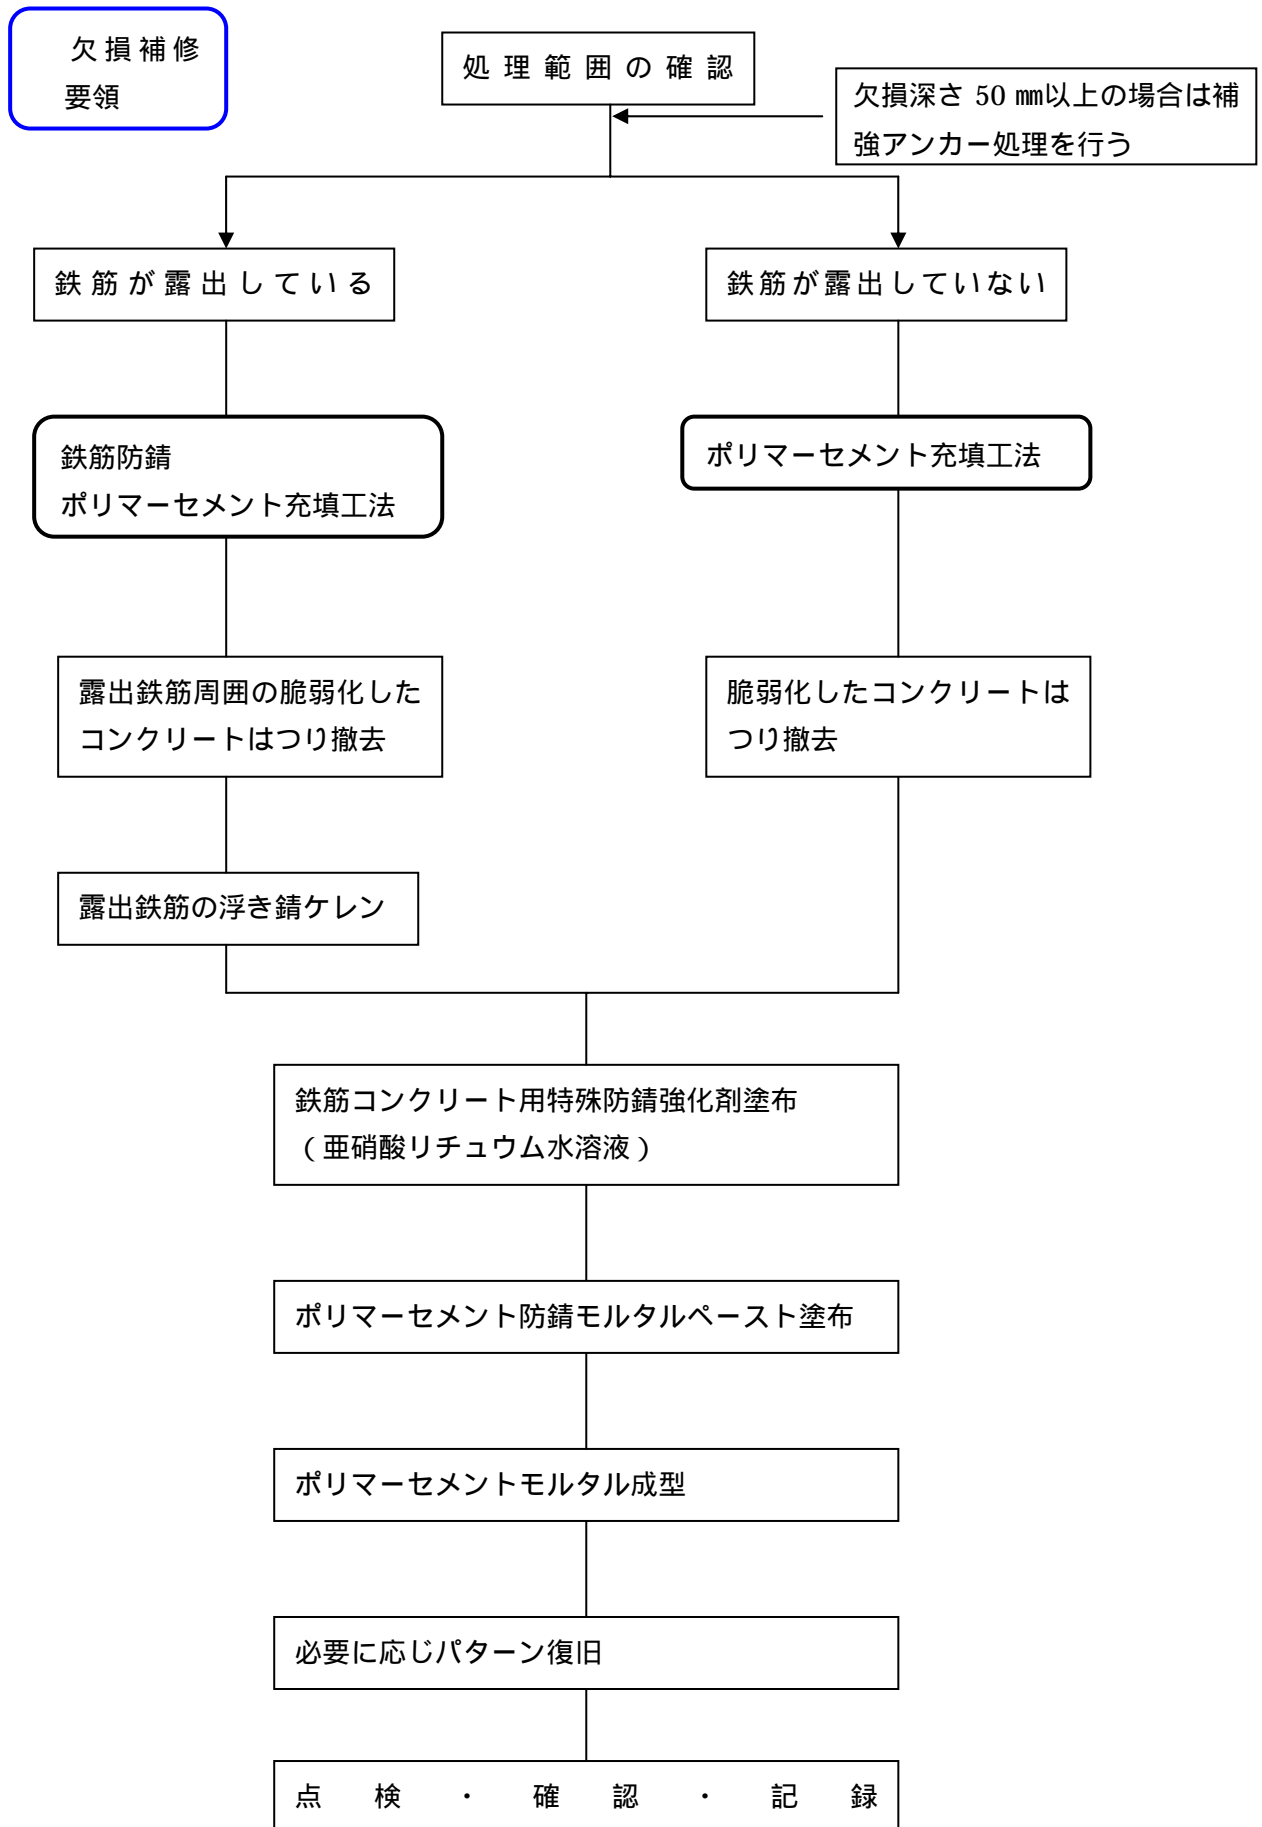 欠損補修
要領
処理範囲の確認
欠損深さ 50 ㎜以上の場合は補
強アンカー処理を行う
鉄筋が露出している
鉄筋が露出していない
鉄筋防錆
ポリマーセメント充填工法
ポリマーセメント充填工法
露出鉄筋周囲の脆弱化した
コンクリートはつり撤去
脆弱化したコンクリートは
つり撤去
露出鉄筋の浮き錆ケレン
鉄筋コンクリート用特殊防錆強化剤塗布
（亜硝酸リチュウム水溶液）
ポリマーセメント防錆モルタルペースト塗布
ポリマーセメントモルタル成型
必要に応じパターン復旧
点検・確認・記録